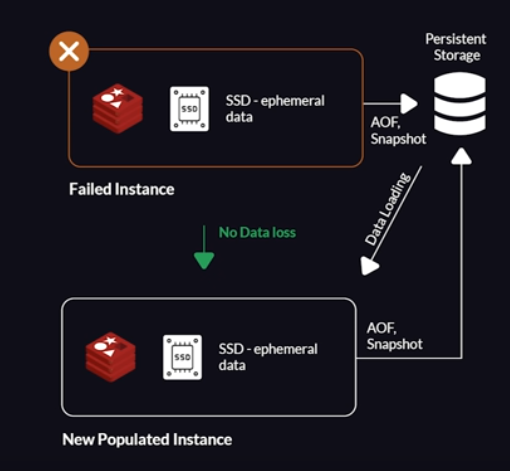 Persistent
Storage
SSD
SSD - ephemeral
data
AOF,
Snapshot
Failed Instance
Data Loading
No Data loss
SSD
SSD - ephemeral
data
AOF,
Snapshot
New Populated Instance